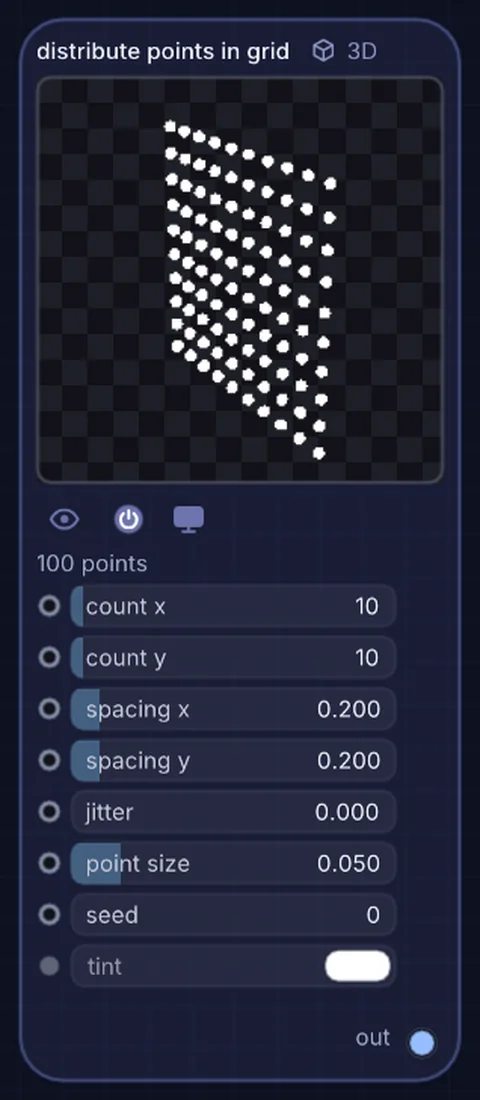 distribute points in grid 3D
100 points
count x 10
count y 10
spacing x 0.200
spacing y 0.200
jitter 0.000
point size 0.050
seed 0
tint
out